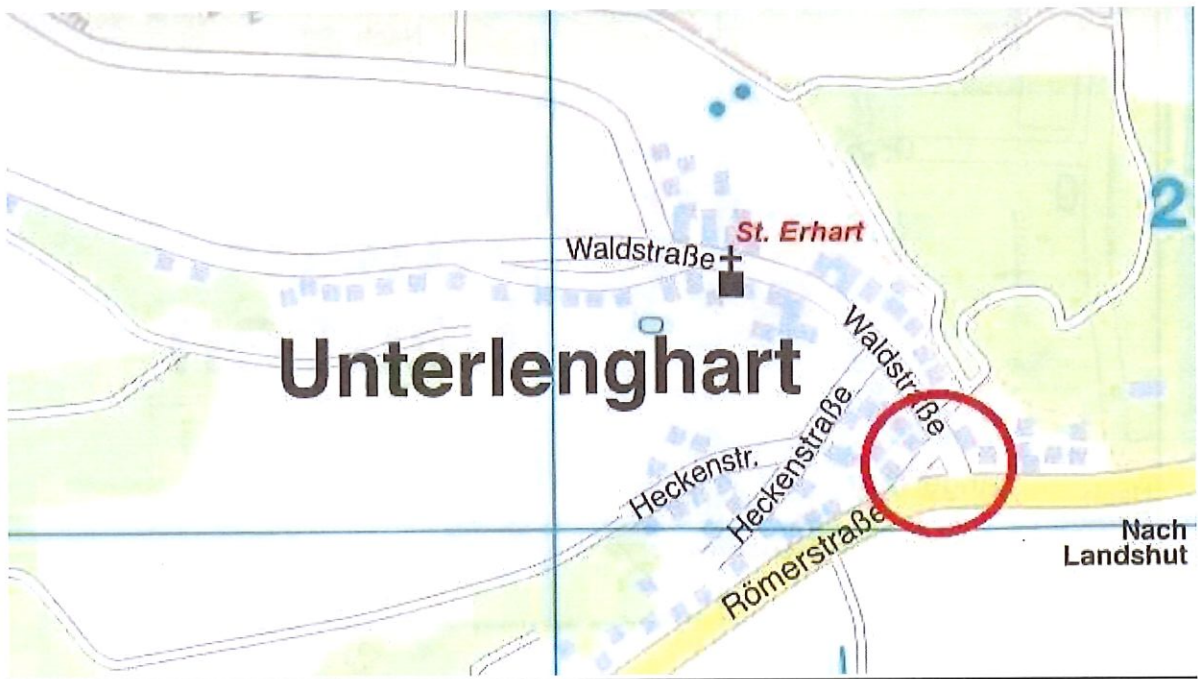 2
St. Erhart
Waldstraße
Unterlenghart
Waldstraße
Heckenstraße
Heckenstr.
Römerstraße
Nach
Landshut